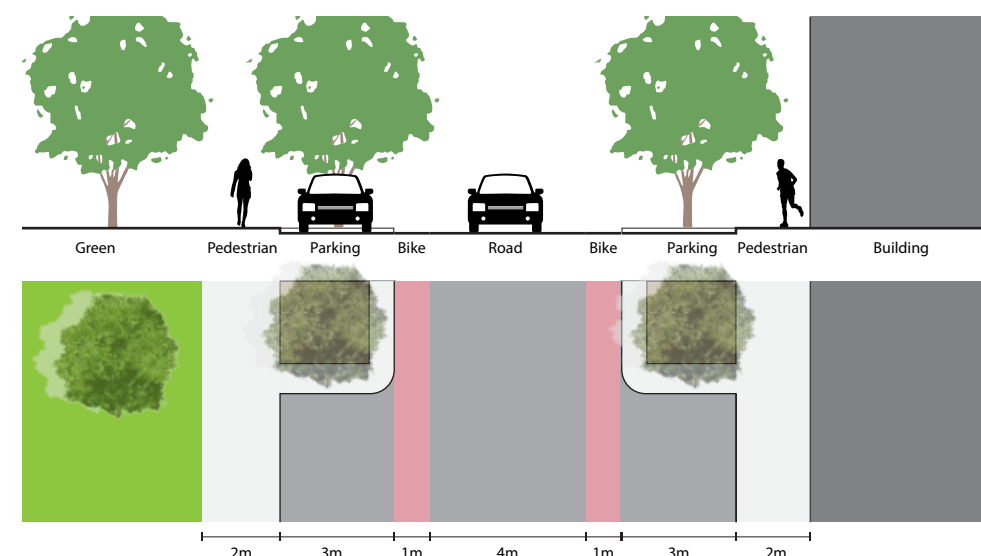 Green Pedestrian Parking Bike Road Bike Parking Pedestrian Building
2m 3m 1m 4m 1m 3m 2m